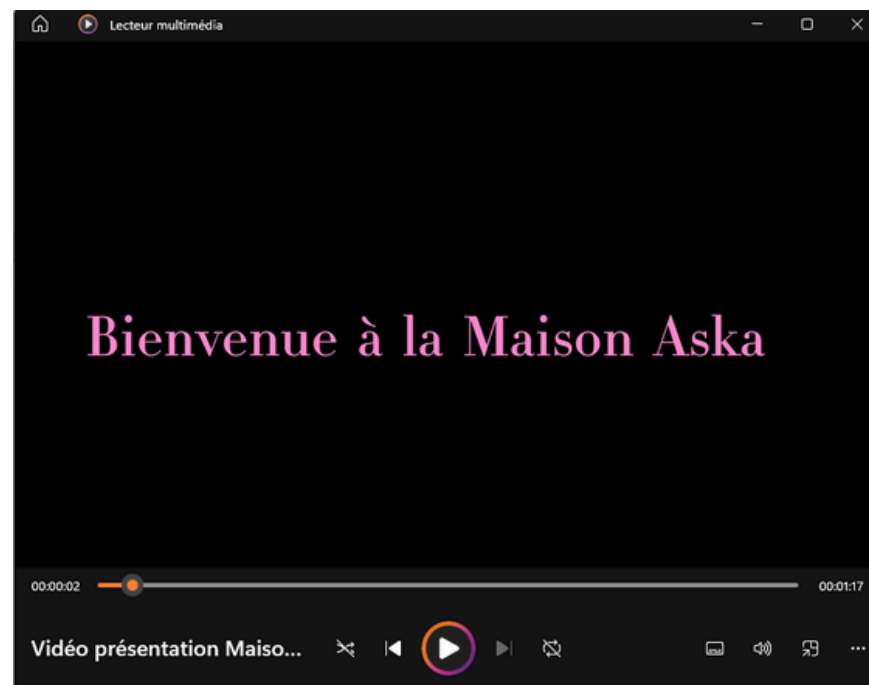 Lecteur multimédia
Bienvenue à la Maison Aska
00:00:02
00:01:17
Vidéo présentation Maiso...